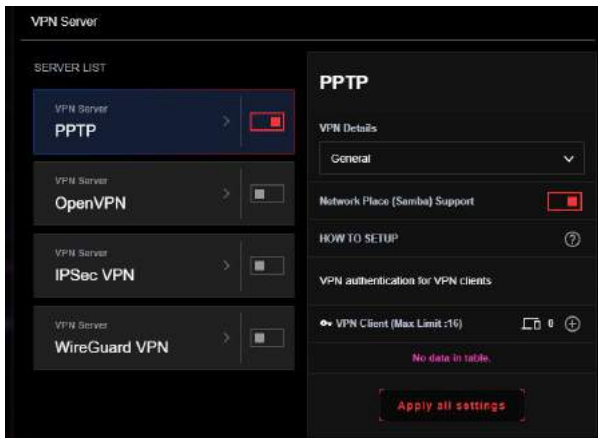 VPN Server
SERVER LIST
VPN Server
PPTP
VPN Server
OpenVPN
VPN Server
IPSec VPN
VPN Server
WireGuard VPN
PPTP
VPN Details
General
Network Place (Samba) Support
HOW TO SETUP
VPN authentication for VPN clients
VPN Client (Max Limit :16) 0
No data in table.
Apply all settings